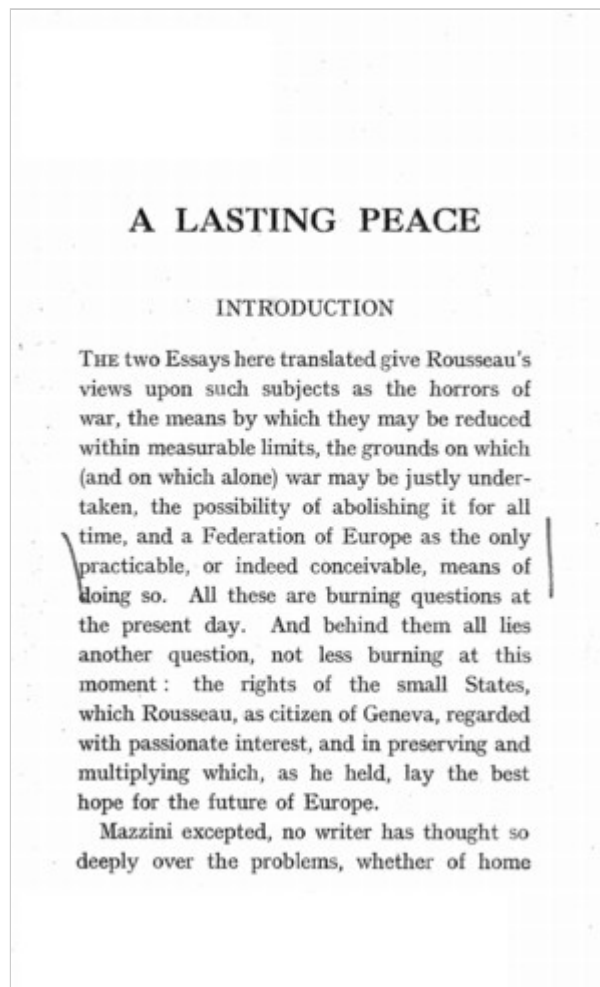 A LASTING PEACE
INTRODUCTION
THE two Essays here translated give Rousseau's
views upon such subjects as the horrors of
war, the means by which they may be reduced
within measurable limits, the grounds on which
(and on which alone) war may be justly under-
taken, the possibility of abolishing it for all
time, and a Federation of Europe as the only
practicable, or indeed conceivable, means of
doing so. All these are burning questions at
the present day. And behind them all lies
another question, not less burning at this
moment : the rights of the small States,
which Rousseau, as citizen of Geneva, regarded
with passionate interest, and in preserving and
multiplying which, as he held, lay the best
hope for the future of Europe.
Mazzini excepted, no writer has thought so
deeply over the problems, whether of home